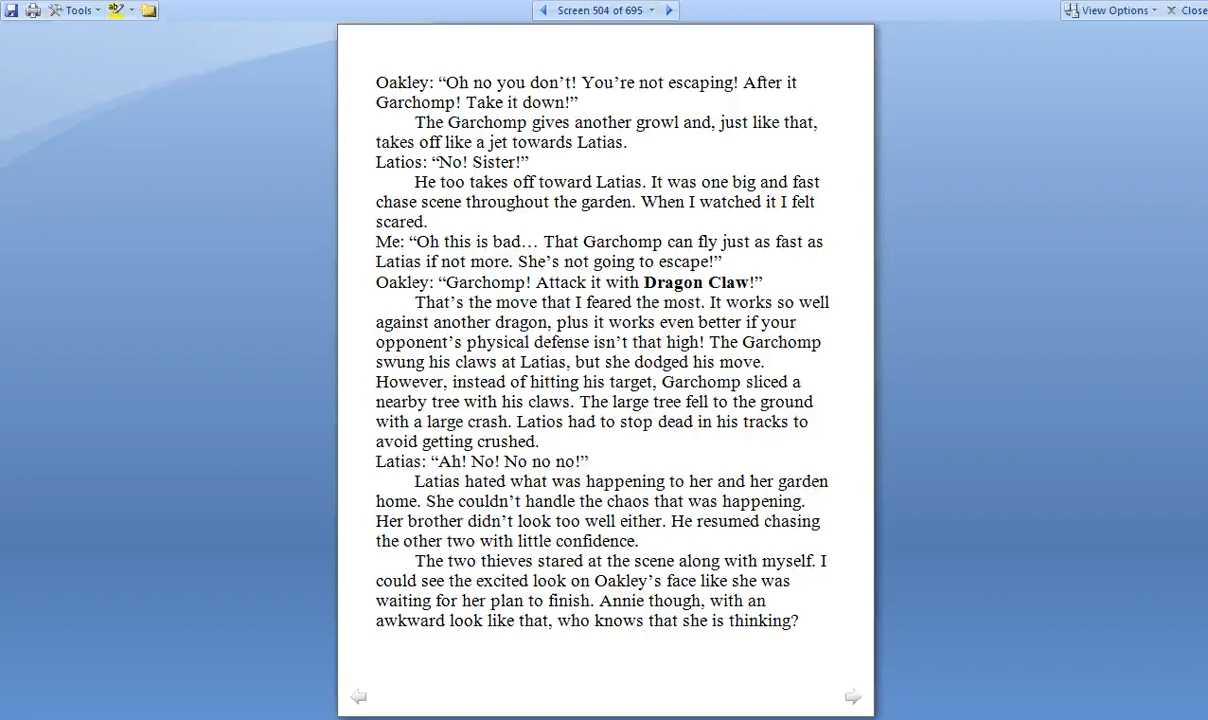 Tools
Screen 504 of 695
View Options
Close
Oakley: “Oh no you don’t! You’re not escaping! After it
Garchomp! Take it down!”
The Garchomp gives another growl and, just like that,
takes off like a jet towards Latias.
Latios: “No! Sister!”
He too takes off toward Latias. It was one big and fast
chase scene throughout the garden. When I watched it I felt
scared.
Me: “Oh this is bad… That Garchomp can fly just as fast as
Latias if not more. She’s not going to escape!”
Oakley: “Garchomp! Attack it with Dragon Claw!”
That’s the move that I feared the most. It works so well
against another dragon, plus it works even better if your
opponent’s physical defense isn’t that high! The Garchomp
swung his claws at Latias, but she dodged his move.
However, instead of hitting his target, Garchomp sliced a
nearby tree with his claws. The large tree fell to the ground
with a large crash. Latios had to stop dead in his tracks to
avoid getting crushed.
Latias: “Ah! No! No no no!”
Latias hated what was happening to her and her garden
home. She couldn’t handle the chaos that was happening.
Her brother didn’t look too well either. He resumed chasing
the other two with little confidence.
The two thieves stared at the scene along with myself. I
could see the excited look on Oakley’s face like she was
waiting for her plan to finish. Annie though, with an
awkward look like that, who knows that she is thinking?